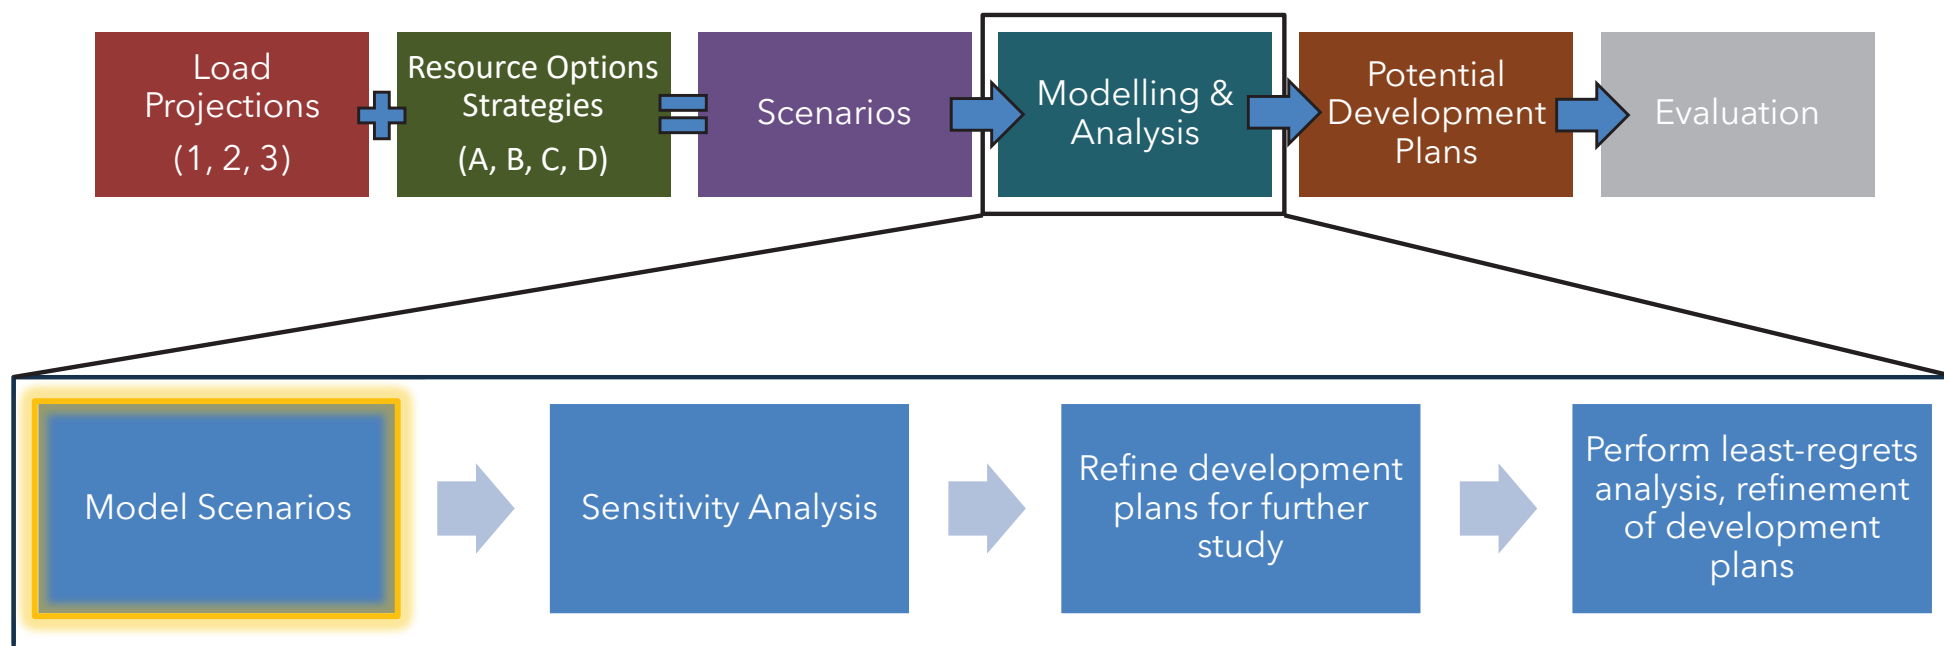 Load
Projections
(1, 2, 3)
Resource Options
Strategies
(A, B, C, D)
Scenarios
Modelling &
Analysis
Potential
Development
Plans
Evaluation
Model Scenarios
Sensitivity Analysis
Refine development
plans for further
study
Perform least-regrets
analysis, refinement
of development
plans